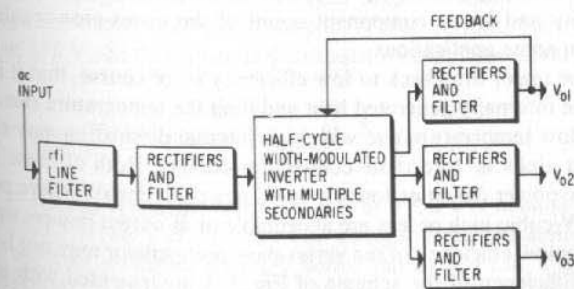 FEEDBACK
ac
INPUT
rfi
LINE
FILTER
RECTIFIERS
AND
FILTER
HALF-CYCLE
WIDTH-MODULATED
INVERTER
WITH MULTIPLE
SECONDARIES
RECTIFIERS
AND
FILTER
Vo1
RECTIFIERS
AND
FILTER
Vo2
RECTIFIERS
AND
FILTER
Vo3